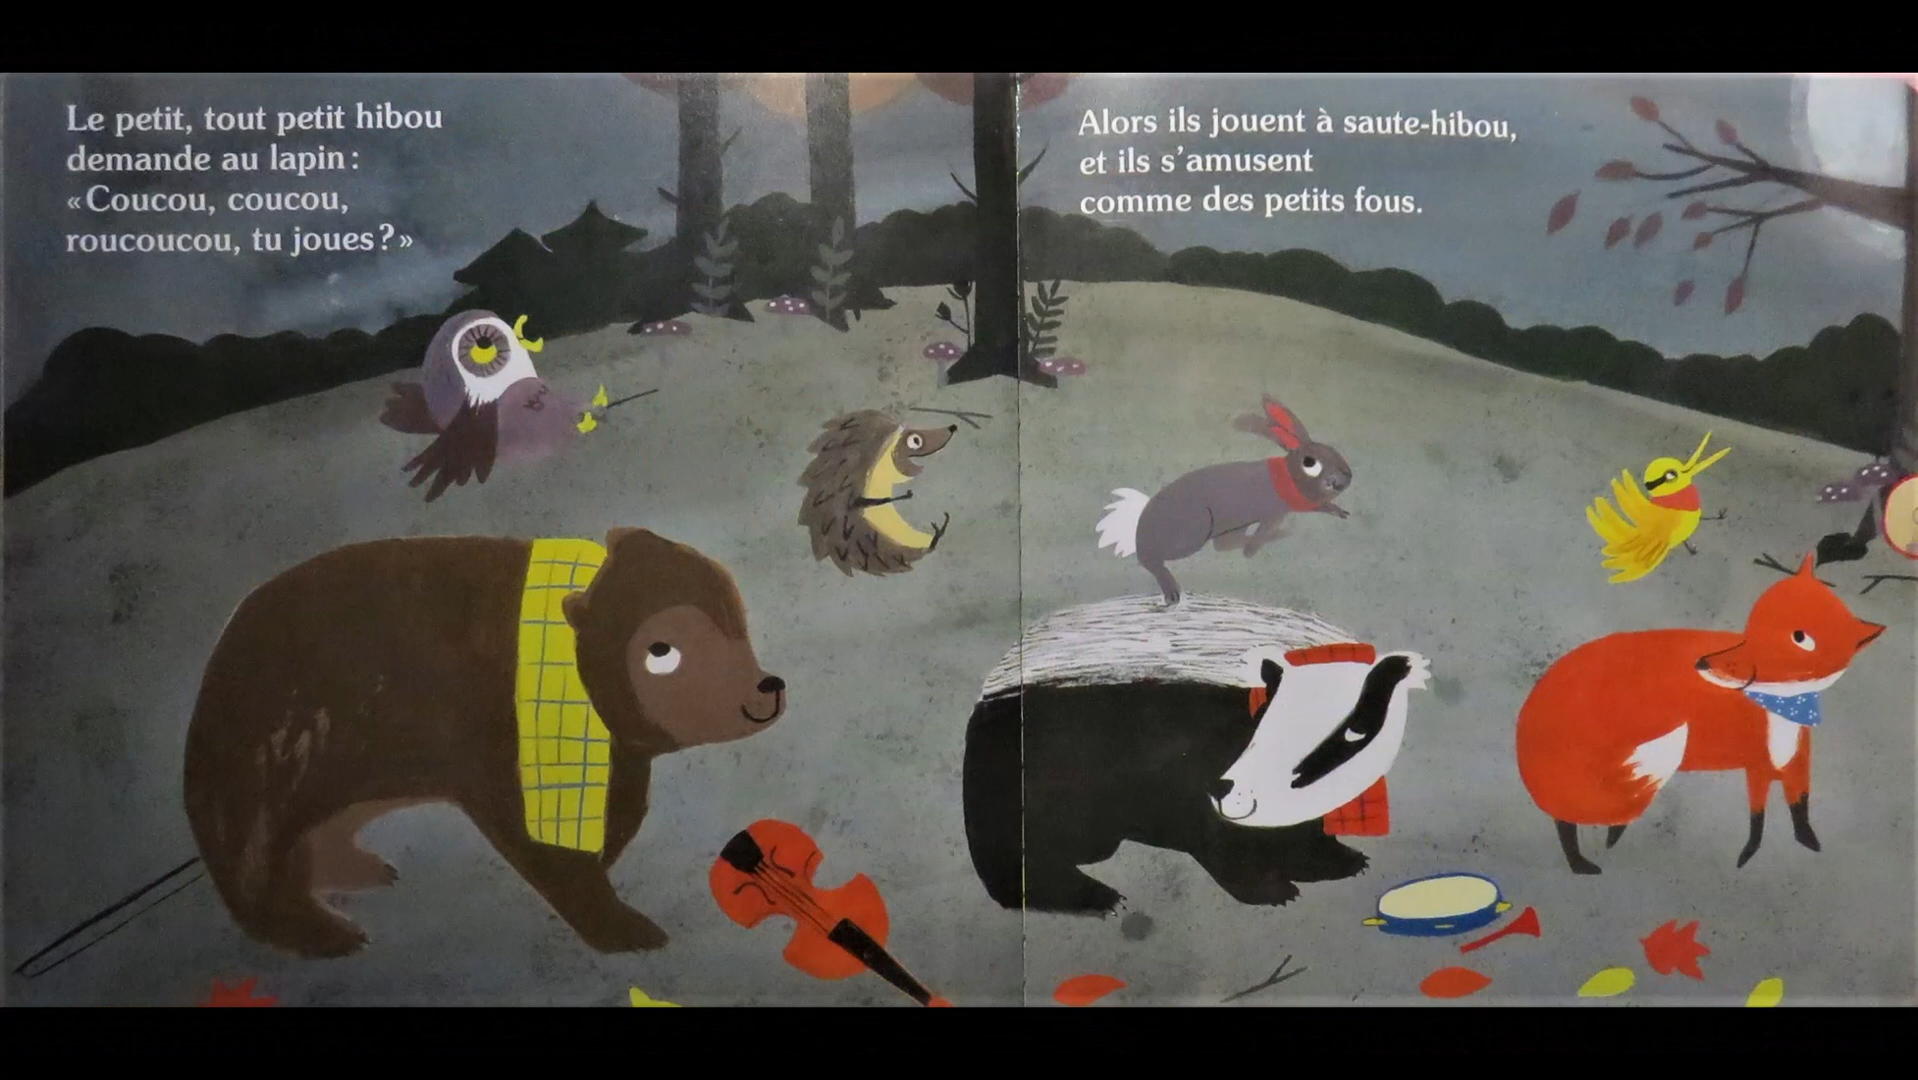 Le petit, tout petit hibou
demande au lapin :
« Coucou, coucou,
roucoucou, tu joues ? »
Alors ils jouent à saute-hibou,
et ils s’amusent
comme des petits fous.